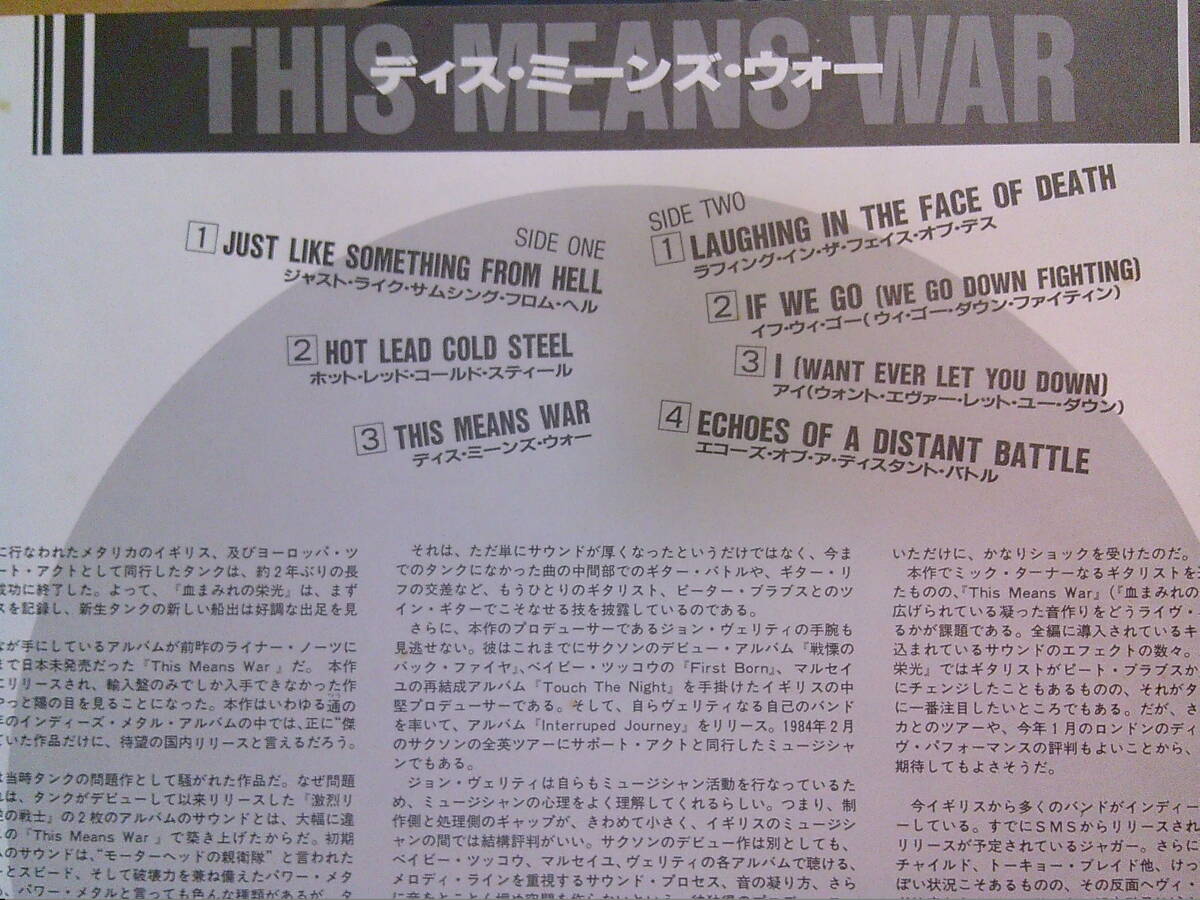 THIS MEANS WAR
ディス・ミーンズ・ウォー
SIDE ONE
1 JUST LIKE SOMETHING FROM HELL
ジャスト・ライク・サムシング・フロム・ヘル
2 HOT LEAD COLD STEEL
ホット・レッド・コールド・スティール
3 THIS MEANS WAR
ディス・ミーンズ・ウォー
SIDE TWO
1 LAUGHING IN THE FACE OF DEATH
ラフィング・イン・ザ・フェイス・オブ・デス
2 IF WE GO (WE GO DOWN FIGHTING)
イフ・ウィ・ゴー(ウィ・ゴー・ダウン・ファイティン)
3 I (WANT EVER LET YOU DOWN)
アイ(ウォント・エヴァー・レット・ユー・ダウン)
4 ECHOES OF A DISTANT BATTLE
エコーズ・オブ・ア・ディスタント・バトル
に行なわれたメタリカのイギリス、及びヨーロッパ・ツ
ート・アクトとして同行したタンクは、約2年ぶりの長
成功に終了した。よって、『血まみれの栄光』は、まず
スを記録し、新生タンクの新しい船出は好調な出足を見
なが手にしているアルバムが前昨のライナー・ノーツに
まで日本未発売だった『This Means War』だ。本作
にリリースされ、輸入盤のみでしか入手できなかった作
やっと陽の目を見ることになった。本作はいわゆる通の
年のインディーズ・メタル・アルバムの中では、正に“傑
ていた作品だけに、待望の国内リリースと言えるだろう。
は当時タンクの問題作として騒がれた作品だ。なぜ問題
れは、タンクがデビューして以来リリースした『激烈リ
の戦士』の2枚のアルバムのサウンドとは、大幅に違
の『This Means War』で築き上げたからだ。初期
のサウンドは、“モーターヘッドの親衛隊”と言われた
ーとスピード、そして破壊力を兼ね備えたパワー・メタ
、パワー・メタルと言っても色んな種類があるが、タ
それは、ただ単にサウンドが厚くなったというだけではなく、今ま
でのタンクになかった曲の中間部でのギター・バトルや、ギター・リ
フの交差など、もうひとりのギタリスト、ピーター・ブラブスとのツ
イン・ギターでこそなせる技を披露しているのである。
さらに、本作のプロデューサーであるジョン・ヴェリティの手腕も
見逃せない。彼はこれまでにサクソンのデビュー・アルバム『戦慄の
バック・ファイヤ』、ベイビー・ツッコウの『First Born』、マルセイ
ユの再結成アルバム『Touch The Night』を手掛けたイギリスの中
堅プロデューサーである。そして、自らヴェリティなる自己のバンド
を率いて、アルバム『Interruped Journey』をリリース。1984年2月
のサクソンの全英ツアーにサポート・アクトと同行したミュージシャ
ンでもある。
ジョン・ヴェリティは自らもミュージシャン活動を行なっているた
め、ミュージシャンの心理をよく理解してくれるらしい。つまり、制
作側と処理側のギャップが、きわめて小さく、イギリスのミュージシ
ャンの間では結構評判がいい。サクソンのデビュー作は別としても、
ベイビー・ツッコウ、マルセイユ、ヴェリティの各アルバムで聴ける、
メロディ・ラインを重視するサウンド・プロセス、音の凝り方、さら
いただけに、かなりショックを受けたのだ。
本作でミック・ターナーなるギタリストを
たものの、『This Means War』(『血まみれの
広げられている凝った音作りをどうライヴ・
るかが課題である。全編に導入されているキ
込まれているサウンドのエフェクトの数々。
栄光』ではギタリストがピート・ブラブスか
にチェンジしたこともあるものの、それがタ
に一番注目したいところでもある。だが、さ
カとのツアーや、今年1月のロンドンのディ
ヴ・パフォーマンスの評判もよいことから、
期待してもよさそうだ。
今イギリスから多くのバンドがインディー
ーしている。すでにSMSからリリースされ
リリースが予定されているジャガー。さらに
チャイルド、トーキョー・ブレイド他、けっ
ぽい状況こそあるものの、その反面ヘヴィ・